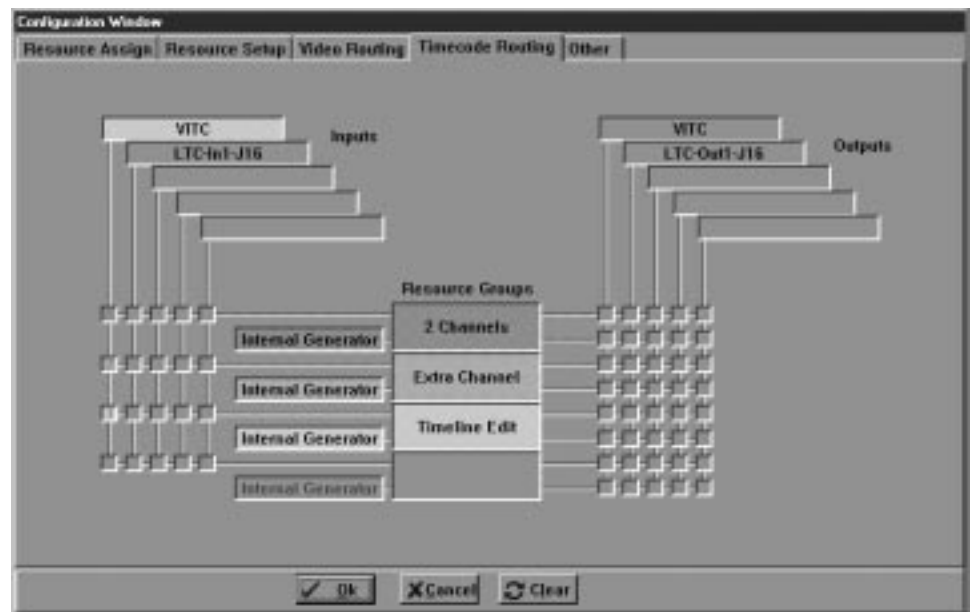 Configuration Window
Resource Assign Resource Setup Video Routing Timecode Routing Other
VITC
LTC-In1-J16
Inputs
VITC
LTC-Out1-J16
Outputs
Resource Groups
2 Channels
Internal Generator
Extra Channel
Internal Generator
Timeline Edit
Internal Generator
Internal Generator
Ok Cancel Clear